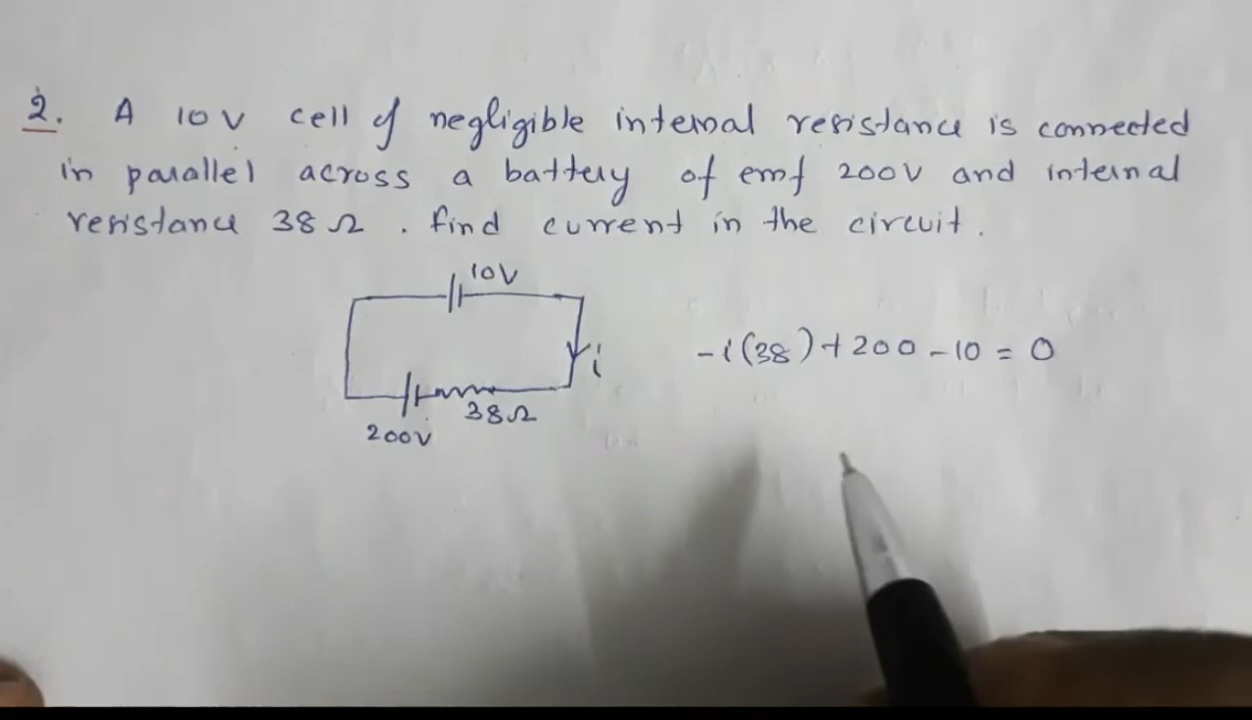 2. A 10 V cell of negligible internal resistance is connected
in parallel across a battery of emf 200V and internal
resistance 38 Ω. find current in the circuit.
10V
-i(38)+200-10=0
i
38Ω
200V